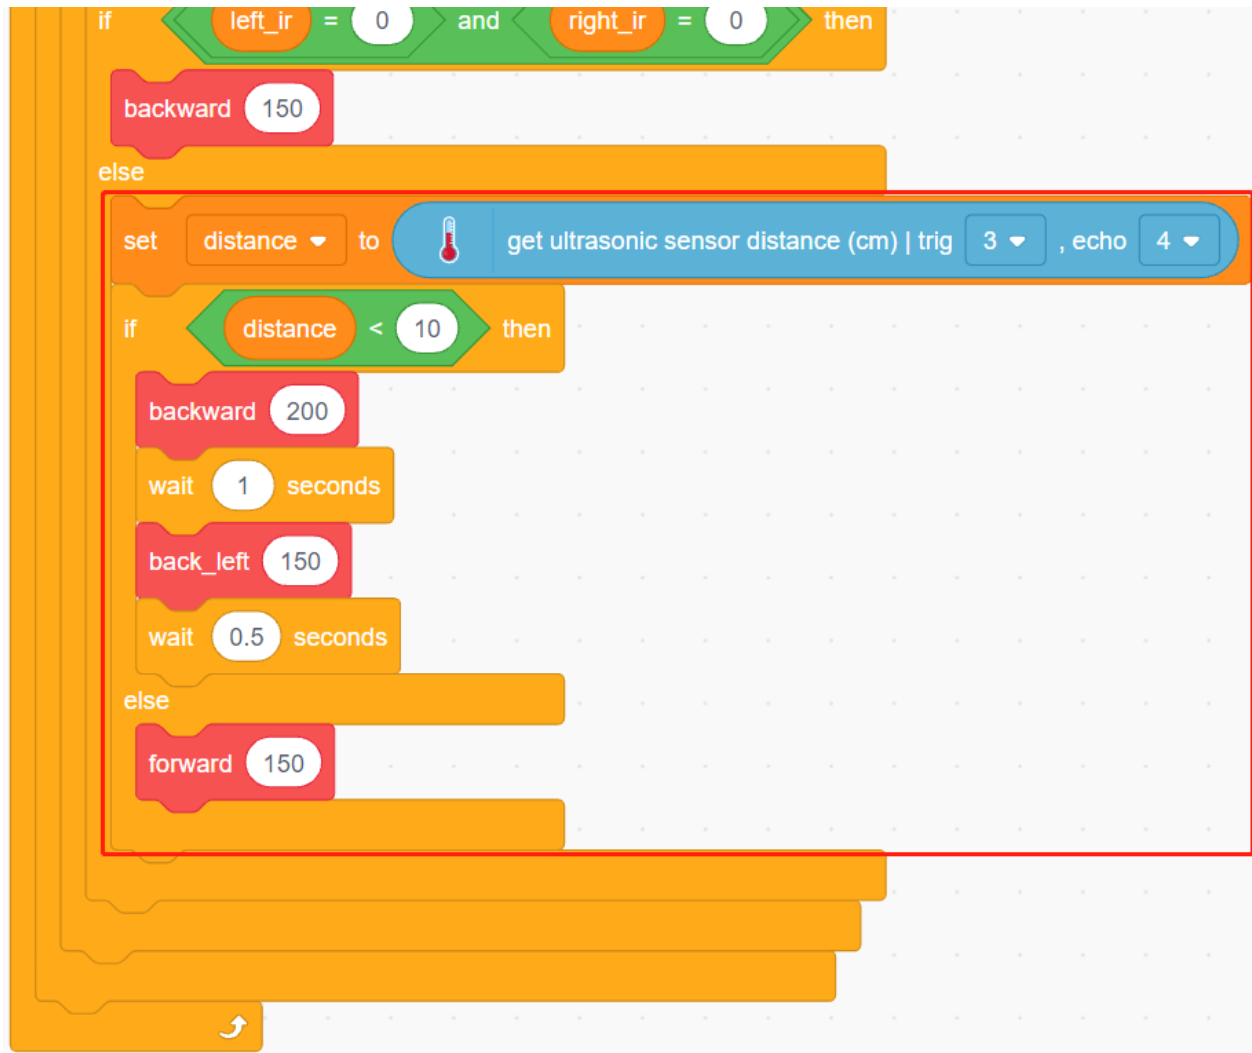 if left_ir = 0 and right_ir = 0 then
backward 150
else
set distance to get ultrasonic sensor distance (cm) | trig 3 , echo 4
if distance < 10 then
backward 200
wait 1 seconds
back_left 150
wait 0.5 seconds
else
forward 150